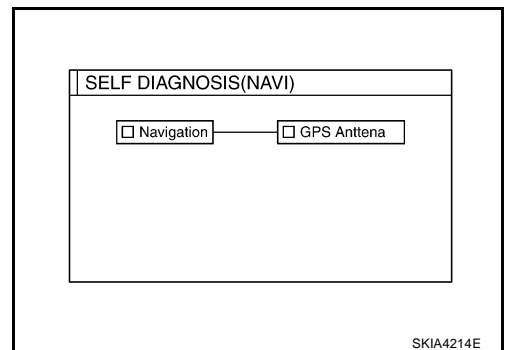 SELF DIAGNOSIS(NAVI)
Navigation
GPS Anttena
SKIA4214E